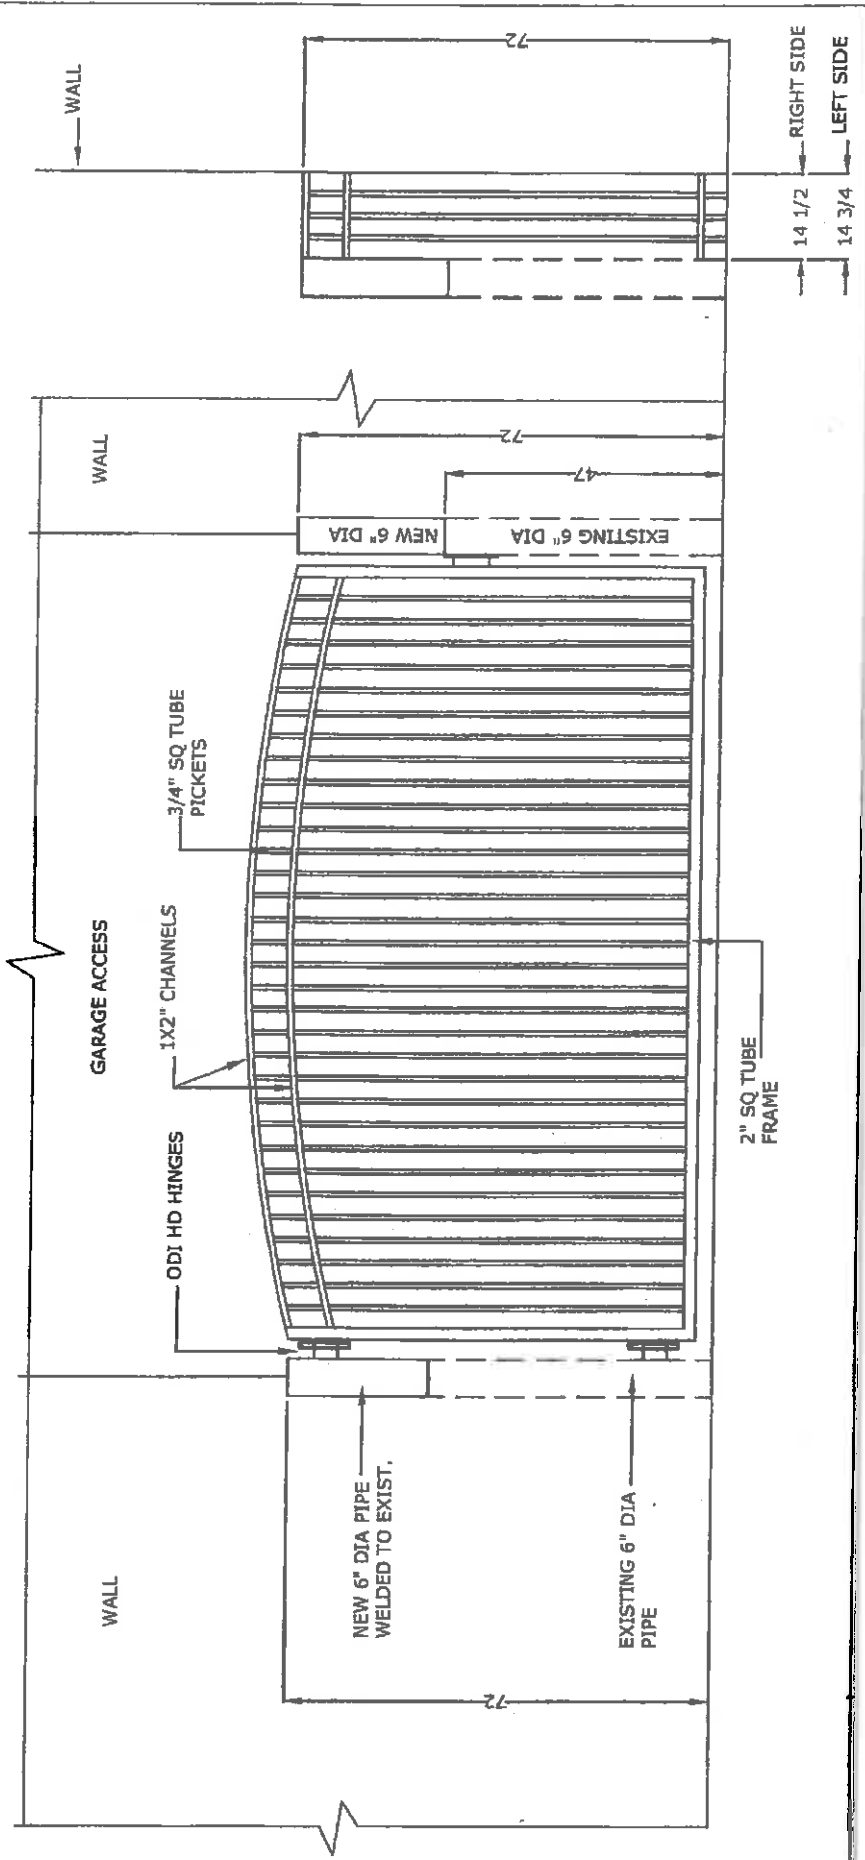 WALL
GARAGE ACCESS
WALL
WALL
ODI HD HINGES
1X2" CHANNELS
3/4" SQ TUBE
PICKETS
NEW 6" DIA PIPE
WELDED TO EXIST.
EXISTING 6" DIA
PIPE
72
2" SQ TUBE
FRAME
NEW 6" DIA
EXISTING 6" DIA
72
47
72
14 1/2
RIGHT SIDE
14 3/4
LEFT SIDE